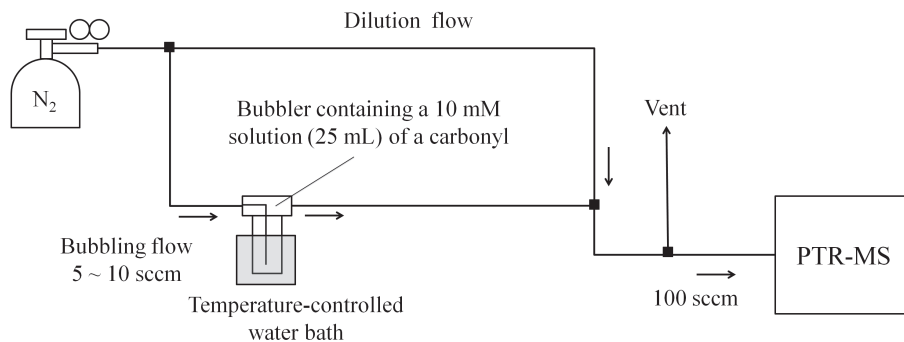 Dilution flow
N₂
Bubbler containing a 10 mM
solution (25 mL) of a carbonyl
Vent
Bubbling flow
5 ~ 10 sccm
PTR-MS
100 sccm
Temperature-controlled
water bath